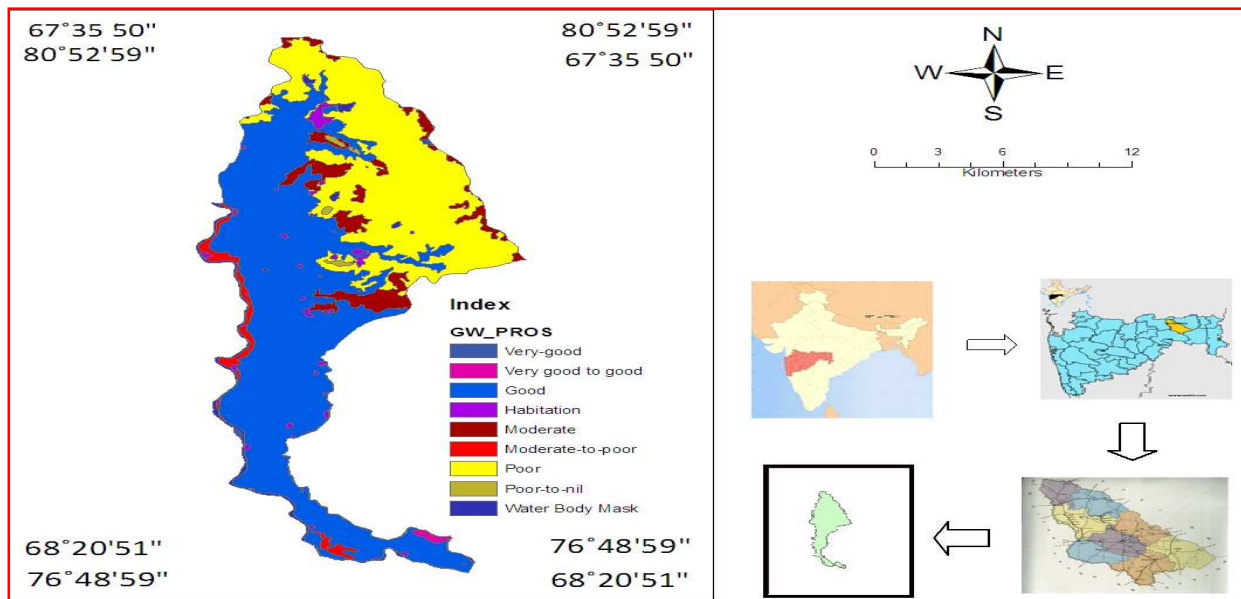 67˚35 50"
80˚52'59"
80˚52'59"
67˚35 50"
Index
GW_PROS
Very-good
Very good to good
Good
Habitation
Moderate
Moderate-to-poor
Poor
Poor-to-nil
Water Body Mask
68˚20'51"
76˚48'59"
76˚48'59"
68˚20'51"
N
W
E
S
0 3 6 9 12
Kilometers